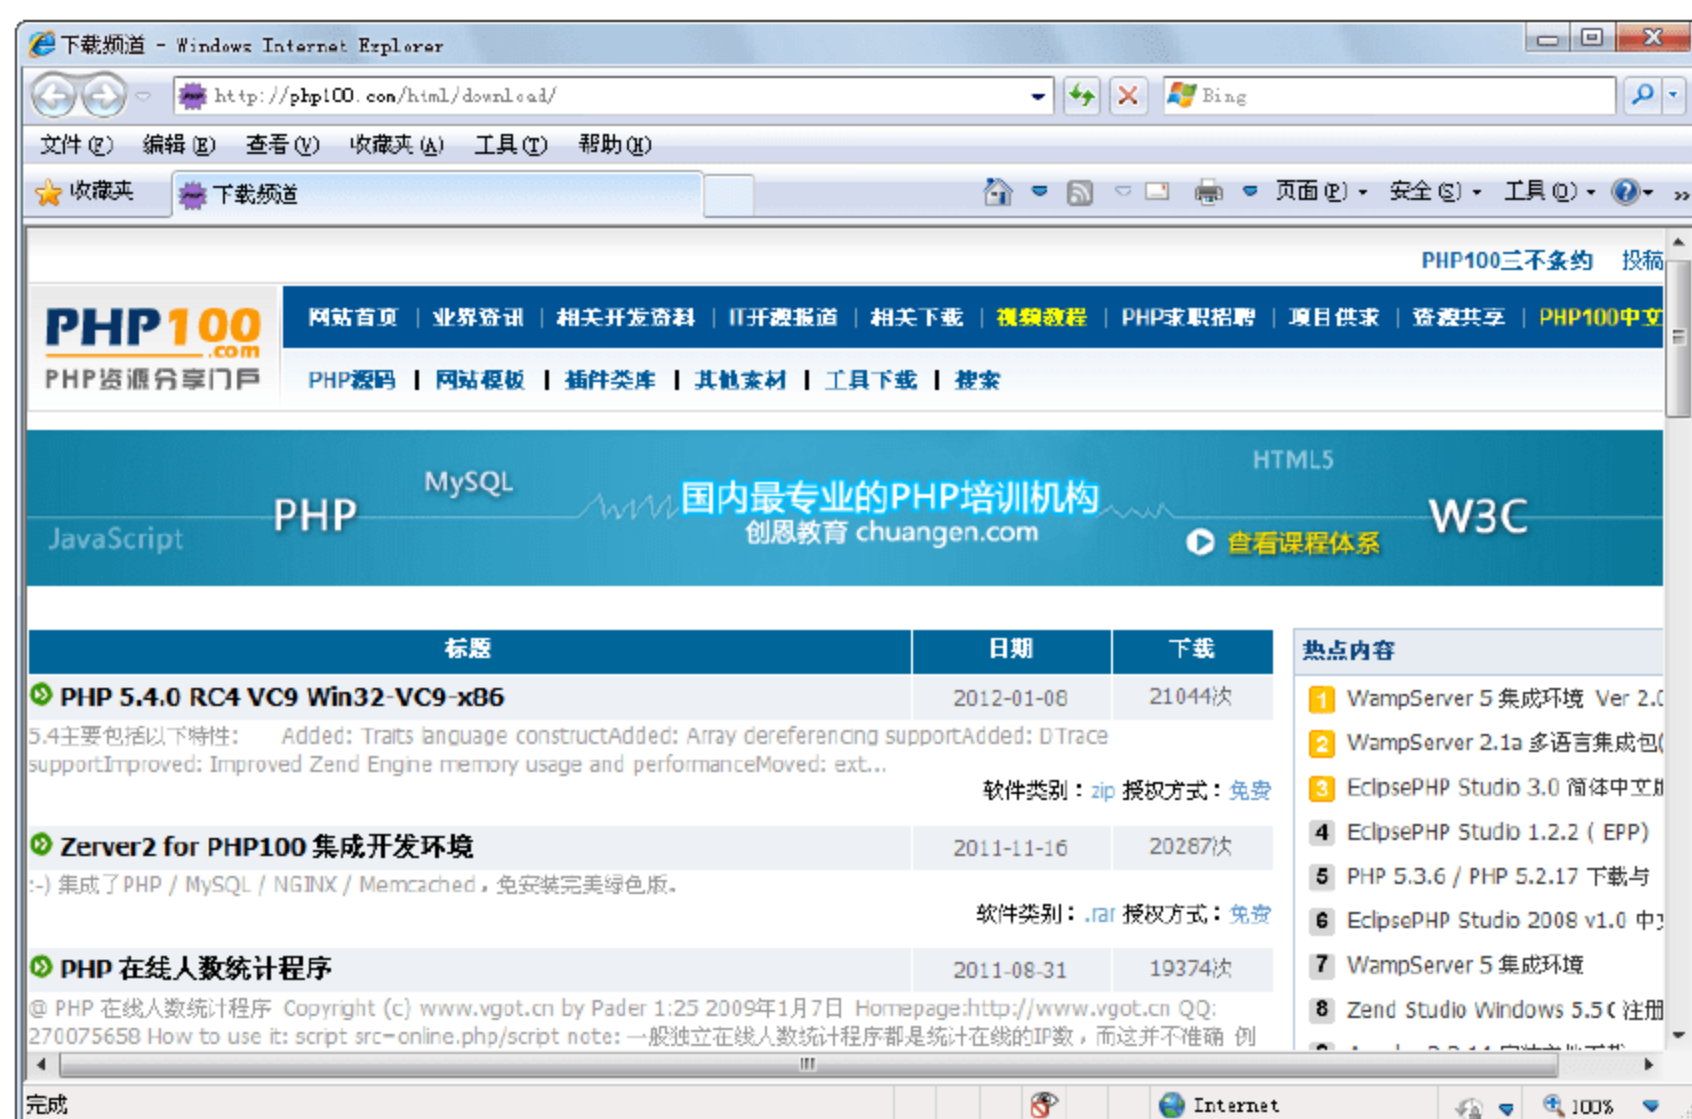 下载频道 - Windows Internet Explorer
http://php100.com/html/download/
Bing
文件(F) 编辑(E) 查看(V) 收藏夹(A) 工具(T) 帮助(H)
收藏夹 下载频道 页面(P) 安全(S) 工具(O)
PHP100三不条约 投稿
PHP100
.com
PHP资源分享门户
网站首页 | 业界资讯 | 相关开发资料 | IT开源报道 | 相关下载 | 视频教程 | PHP求职招聘 | 项目供求 | 资源共享 | PHP100中文
PHP源码 | 网站模板 | 插件类库 | 其他素材 | 工具下载 | 搜索
JavaScript
PHP
MySQL
国内最专业的PHP培训机构
创恩教育 chuangen.com
HTML5
查看课程体系
W3C
标题 日期 下载
PHP 5.4.0 RC4 VC9 Win32-VC9-x86 2012-01-08 21044次
5.4主要包括以下特性: Added: Traits language constructAdded: Array dereferencing supportAdded: DTrace
supportImproved: Improved Zend Engine memory usage and performanceMoved: ext...
软件类别：zip 授权方式：免费
Zerver2 for PHP100 集成开发环境 2011-11-16 20287次
:-) 集成了PHP / MySQL / NGINX / Memcached，免安装完美绿色版。
软件类别：.rar 授权方式：免费
PHP 在线人数统计程序 2011-08-31 19374次
@ PHP 在线人数统计程序 Copyright (c) www.vgot.cn by Pader 1:25 2009年1月7日 Homepage:http://www.vgot.cn QQ:
270075658 How to use it: script src=online.php/script note: 一般独立在线人数统计程序都是统计在线的IP数，而这并不准确 例
热点内容
1 WampServer 5 集成环境 Ver 2.0
2 WampServer 2.1a 多语言集成包(
3 EclipsePHP Studio 3.0 简体中文版
4 EclipsePHP Studio 1.2.2 ( EPP)
5 PHP 5.3.6 / PHP 5.2.17 下载与
6 EclipsePHP Studio 2008 v1.0 中文
7 WampServer 5 集成环境
8 Zend Studio Windows 5.5( 注册
完成 Internet 100%